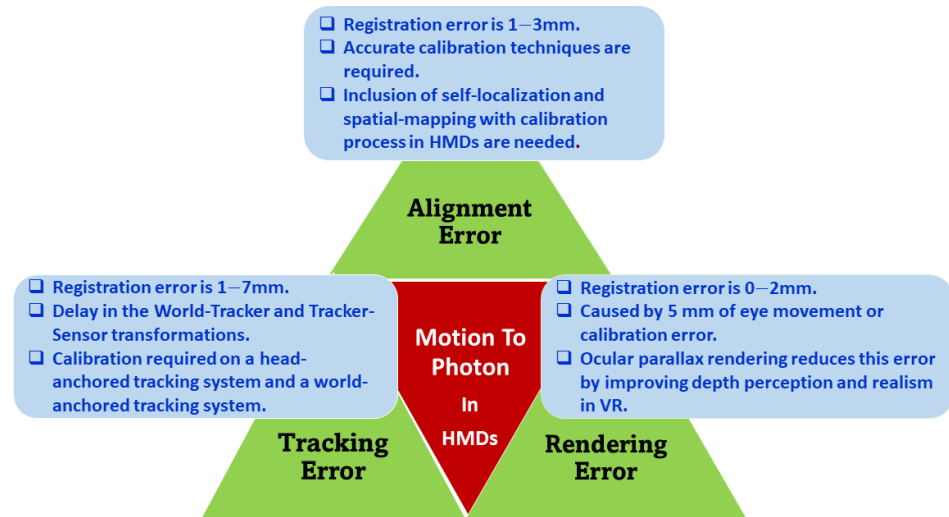 ❑ Registration error is 1–3mm.
❑ Accurate calibration techniques are
required.
❑ Inclusion of self-localization and
spatial-mapping with calibration
process in HMDs are needed.
Alignment
Error
❑ Registration error is 1–7mm.
❑ Delay in the World-Tracker and Tracker-
Sensor transformations.
❑ Calibration required on a head-
anchored tracking system and a world-
anchored tracking system.
❑ Registration error is 0–2mm.
❑ Caused by 5 mm of eye movement or
calibration error.
❑ Ocular parallax rendering reduces this error
by improving depth perception and realism
in VR.
Motion To
Photon
In
HMDs
Tracking
Error
Rendering
Error